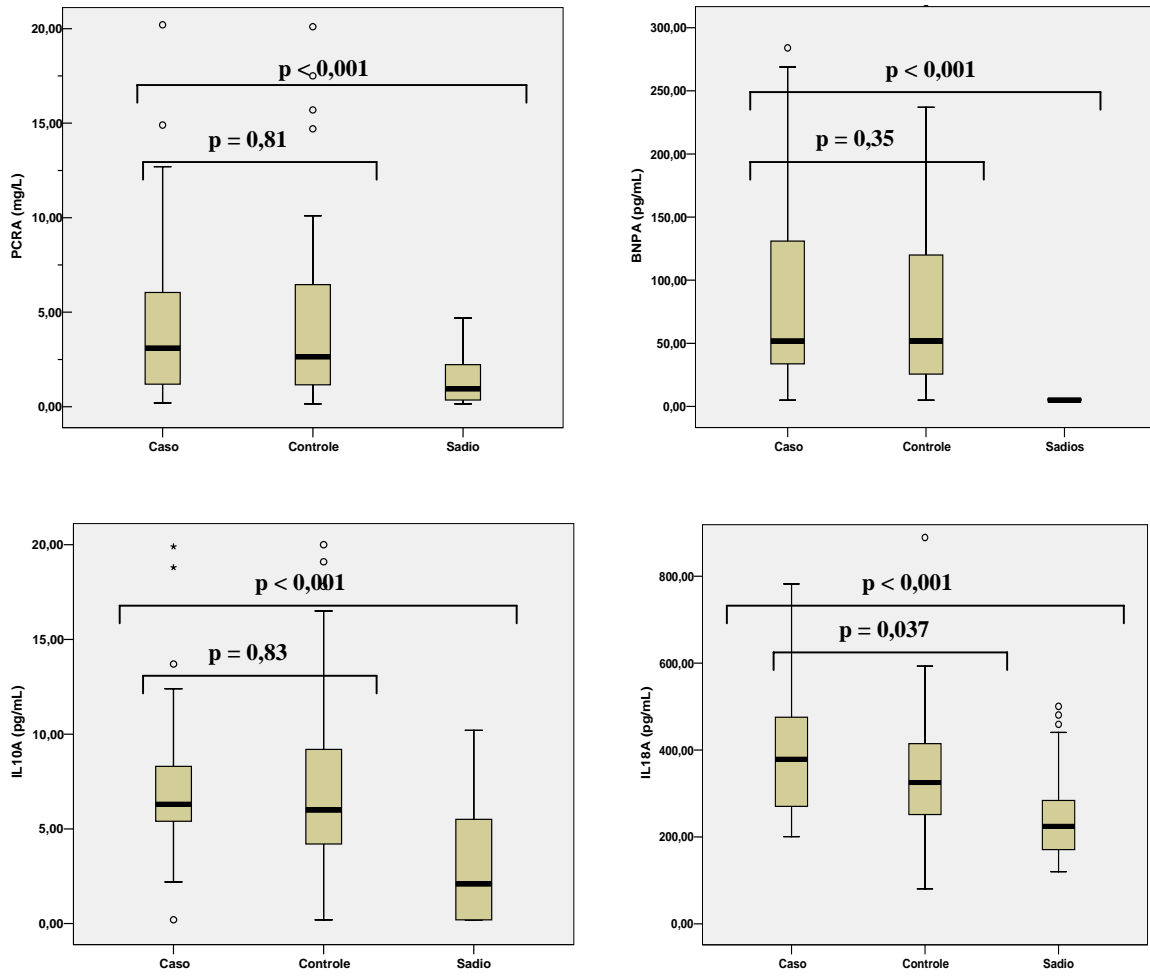 PCRA (mg/L)
20,00
15,00
10,00
5,00
0,00
p < 0,001
p = 0,81
Caso Controle Sadio
BNPA (pg/mL)
300,00
250,00
200,00
150,00
100,00
50,00
0,00
p < 0,001
p = 0,35
Caso Controle Sadios
IL10A (pg/mL)
20,00
15,00
10,00
5,00
0,00
p < 0,001
p = 0,83
Caso Controle Sadio
IL18A (pg/mL)
800,00
600,00
400,00
200,00
0,00
p < 0,001
p = 0,037
Caso Controle Sadio